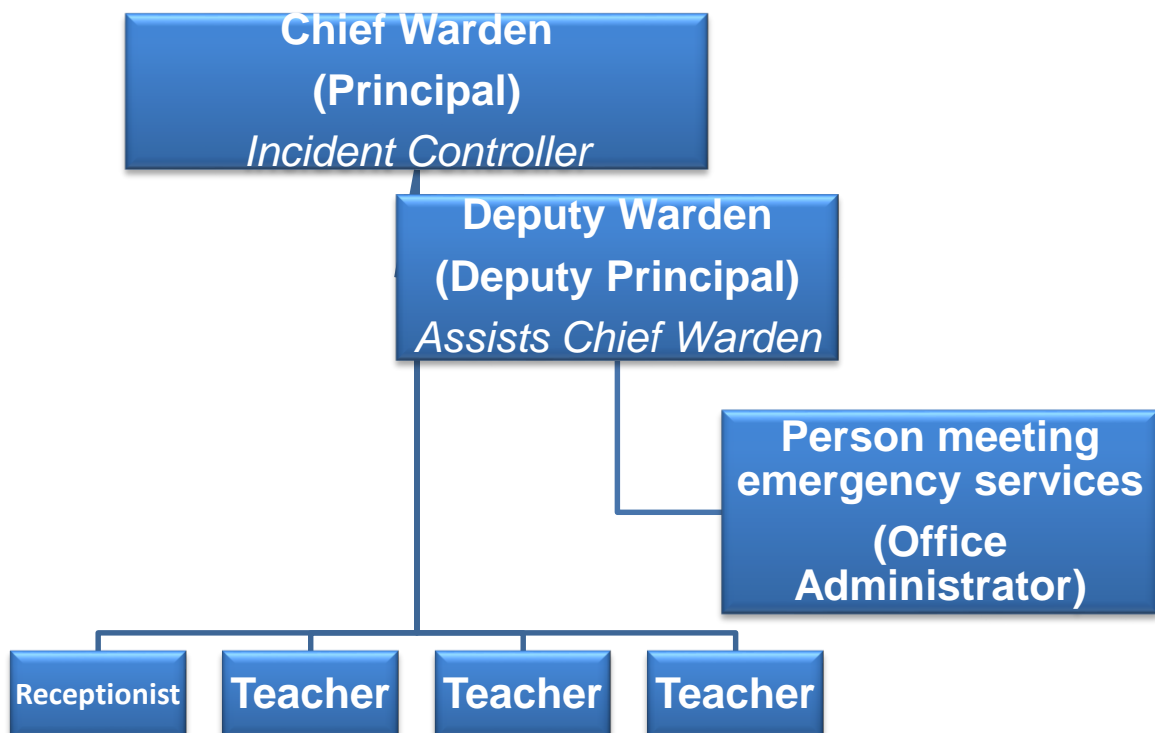 Chief Warden
(Principal)
Incident Controller
Deputy Warden
(Deputy Principal)
Assists Chief Warden
Person meeting
emergency services
(Office
Administrator)
Receptionist
Teacher
Teacher
Teacher